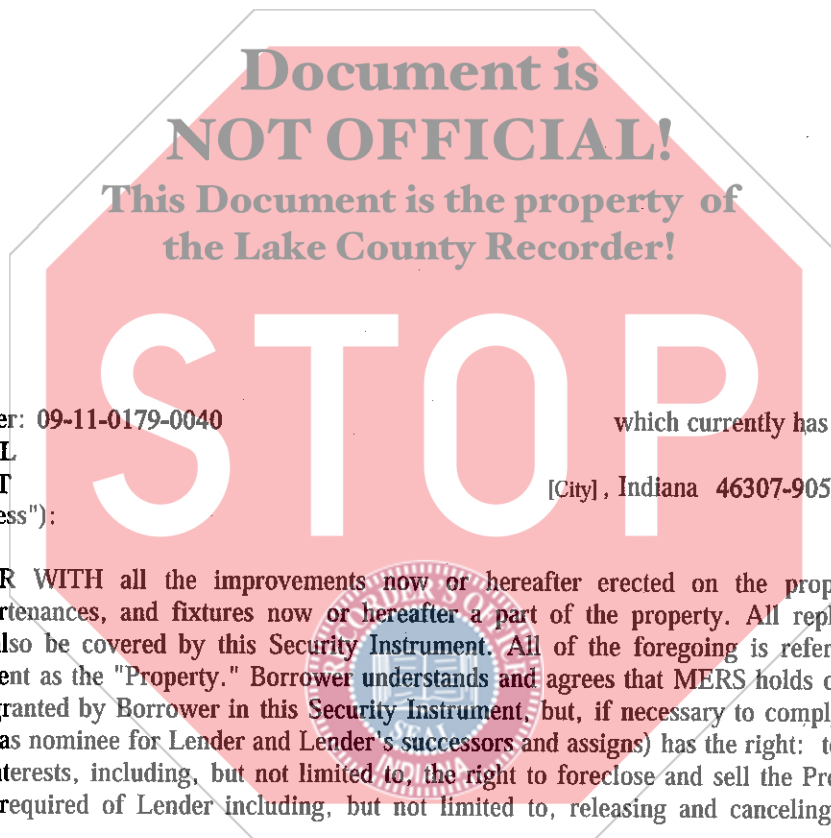 Document is
NOT OFFICIAL!
This Document is the property of
the Lake County Recorder!
STOP
er: 09-11-0179-0040 which currently has
L
T [City] , Indiana 46307-905
ess"):
R WITH all the improvements now or hereafter erected on the prop
rtenances, and fixtures now or hereafter a part of the property. All repl
lso be covered by this Security Instrument. All of the foregoing is refer
ent as the "Property." Borrower understands and agrees that MERS holds o
granted by Borrower in this Security Instrument, but, if necessary to compl
as nominee for Lender and Lender's successors and assigns) has the right: t
nterests, including, but not limited to, the right to foreclose and sell the Pro
required of Lender including, but not limited to, releasing and canceling
RECORDER'S OFFICE
SEAL
INDIANA